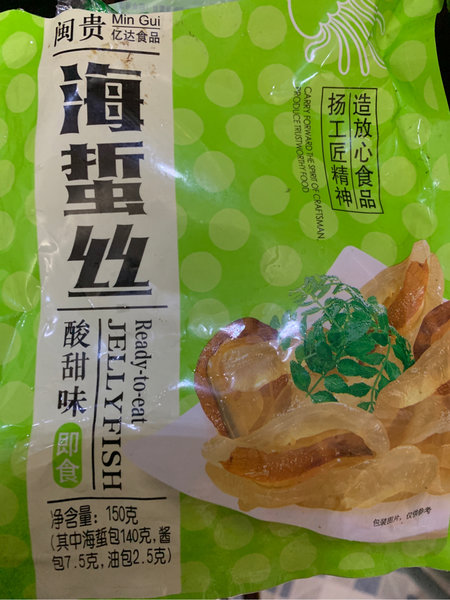 闽贵 Min Gui
亿达食品
海蜇丝
酸甜味
即食
Ready-to-eat
JELLYFISH
净含量：150克
(其中海蜇包140克，酱
包7.5克，油包2.5克)
造放心食品
扬工匠精神
CARRY FORWARD THE SPIRIT OF CRAFTSMAN
PRODUCE TRUSTWORTHY FOOD
包装图片，仅供参考